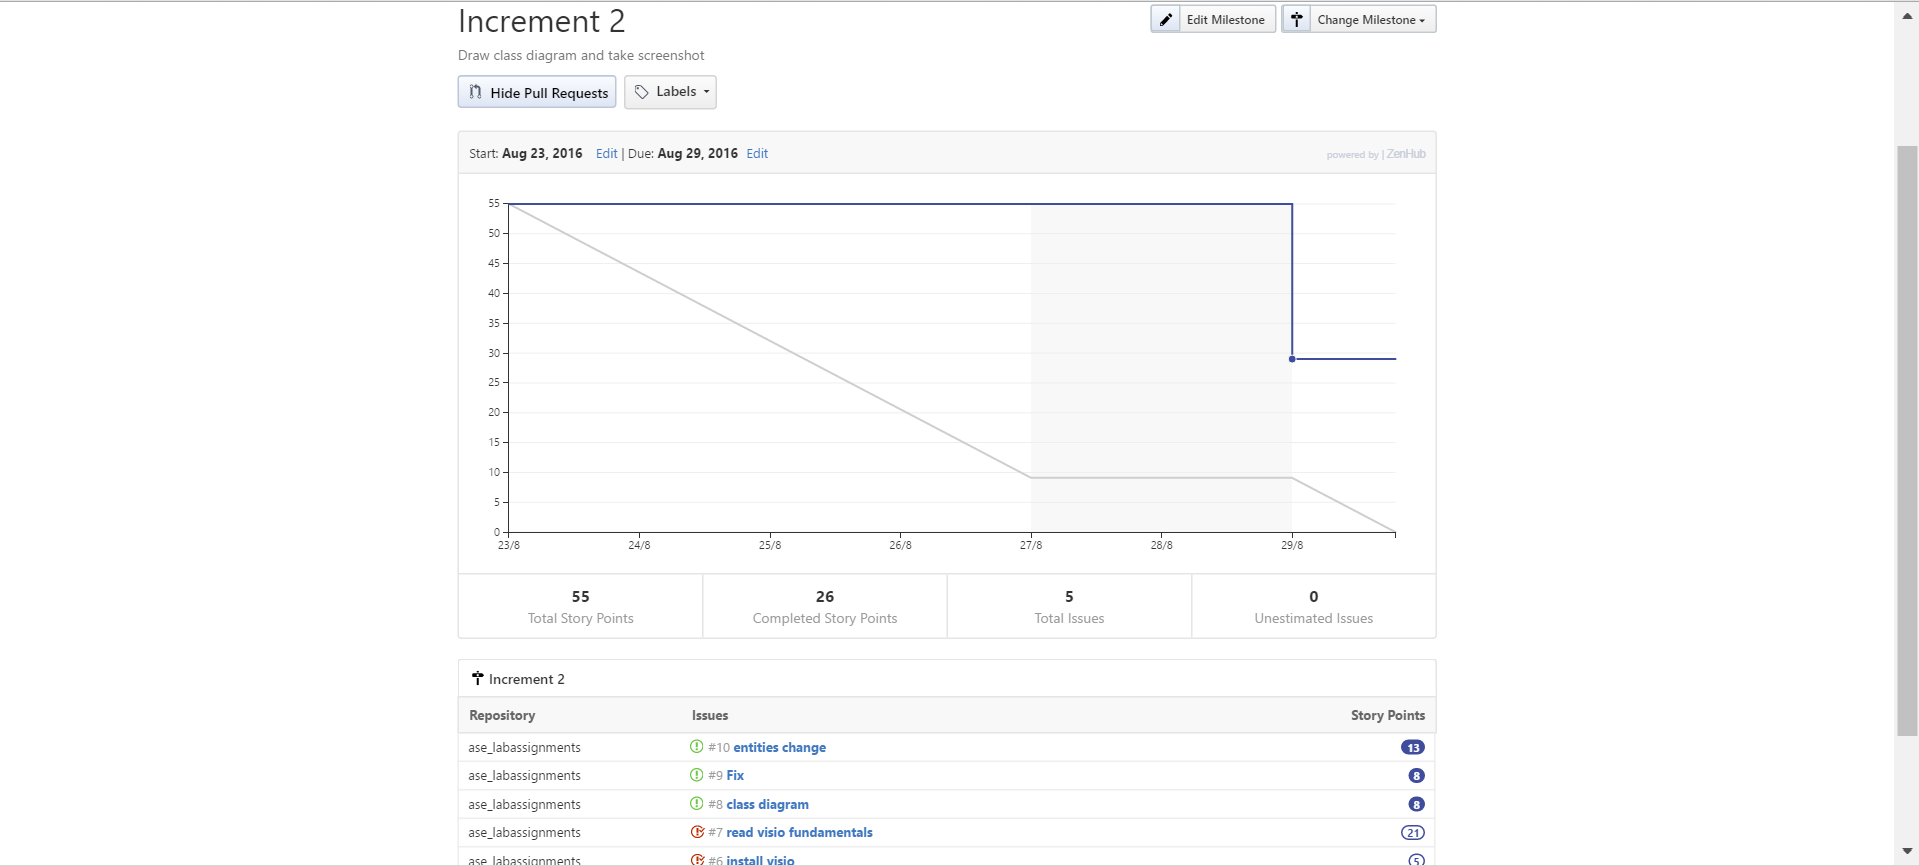 Increment 2
Edit Milestone
Change Milestone
Draw class diagram and take screenshot
Hide Pull Requests
Labels
Start: Aug 23, 2016 Edit | Due: Aug 29, 2016 Edit
powered by | ZenHub
55
50
45
40
35
30
25
20
15
10
5
0
23/8 24/8 25/8 26/8 27/8 28/8 29/8
55 26 5 0
Total Story Points Completed Story Points Total Issues Unestimated Issues
Increment 2
Repository Issues Story Points
ase_labassignments #10 entities change 13
ase_labassignments #9 Fix 8
ase_labassignments #8 class diagram 8
ase_labassignments #7 read visio fundamentals 21
ase_labassignments #6 install visio 5